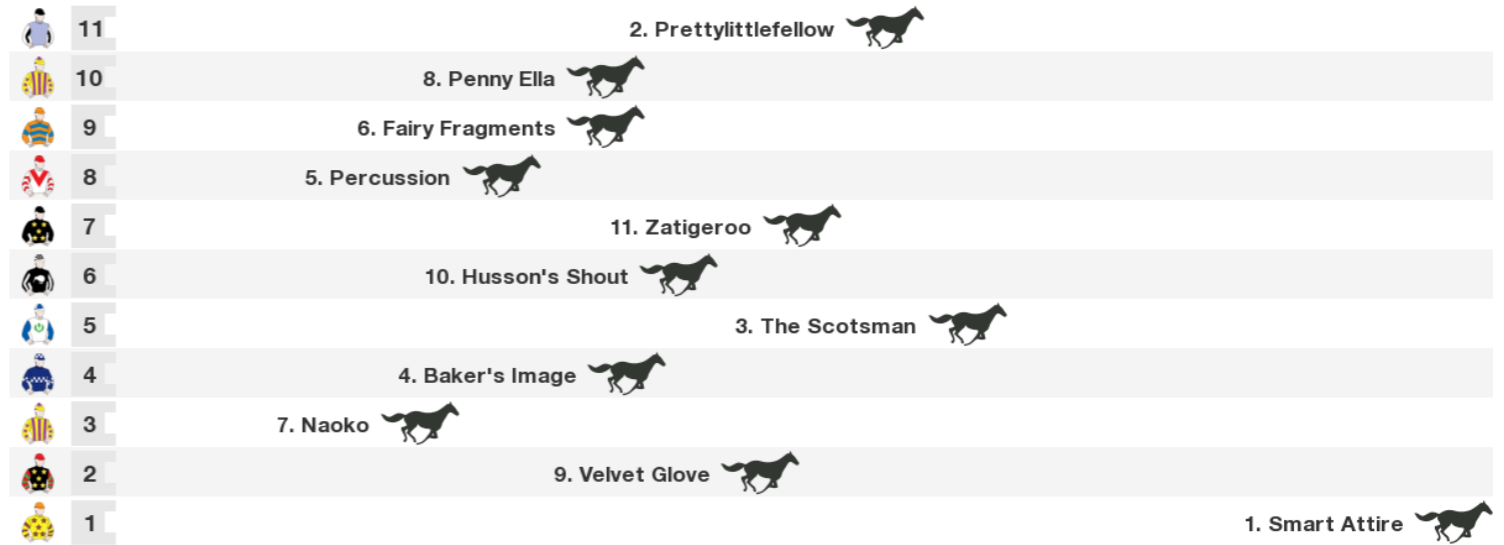 11 2. Prettylittlefellow
10 8. Penny Ella
9 6. Fairy Fragments
8 5. Percussion
7 11. Zatigeroo
6 10. Husson's Shout
5 3. The Scotsman
4 4. Baker's Image
3 7. Naoko
2 9. Velvet Glove
1 1. Smart Attire